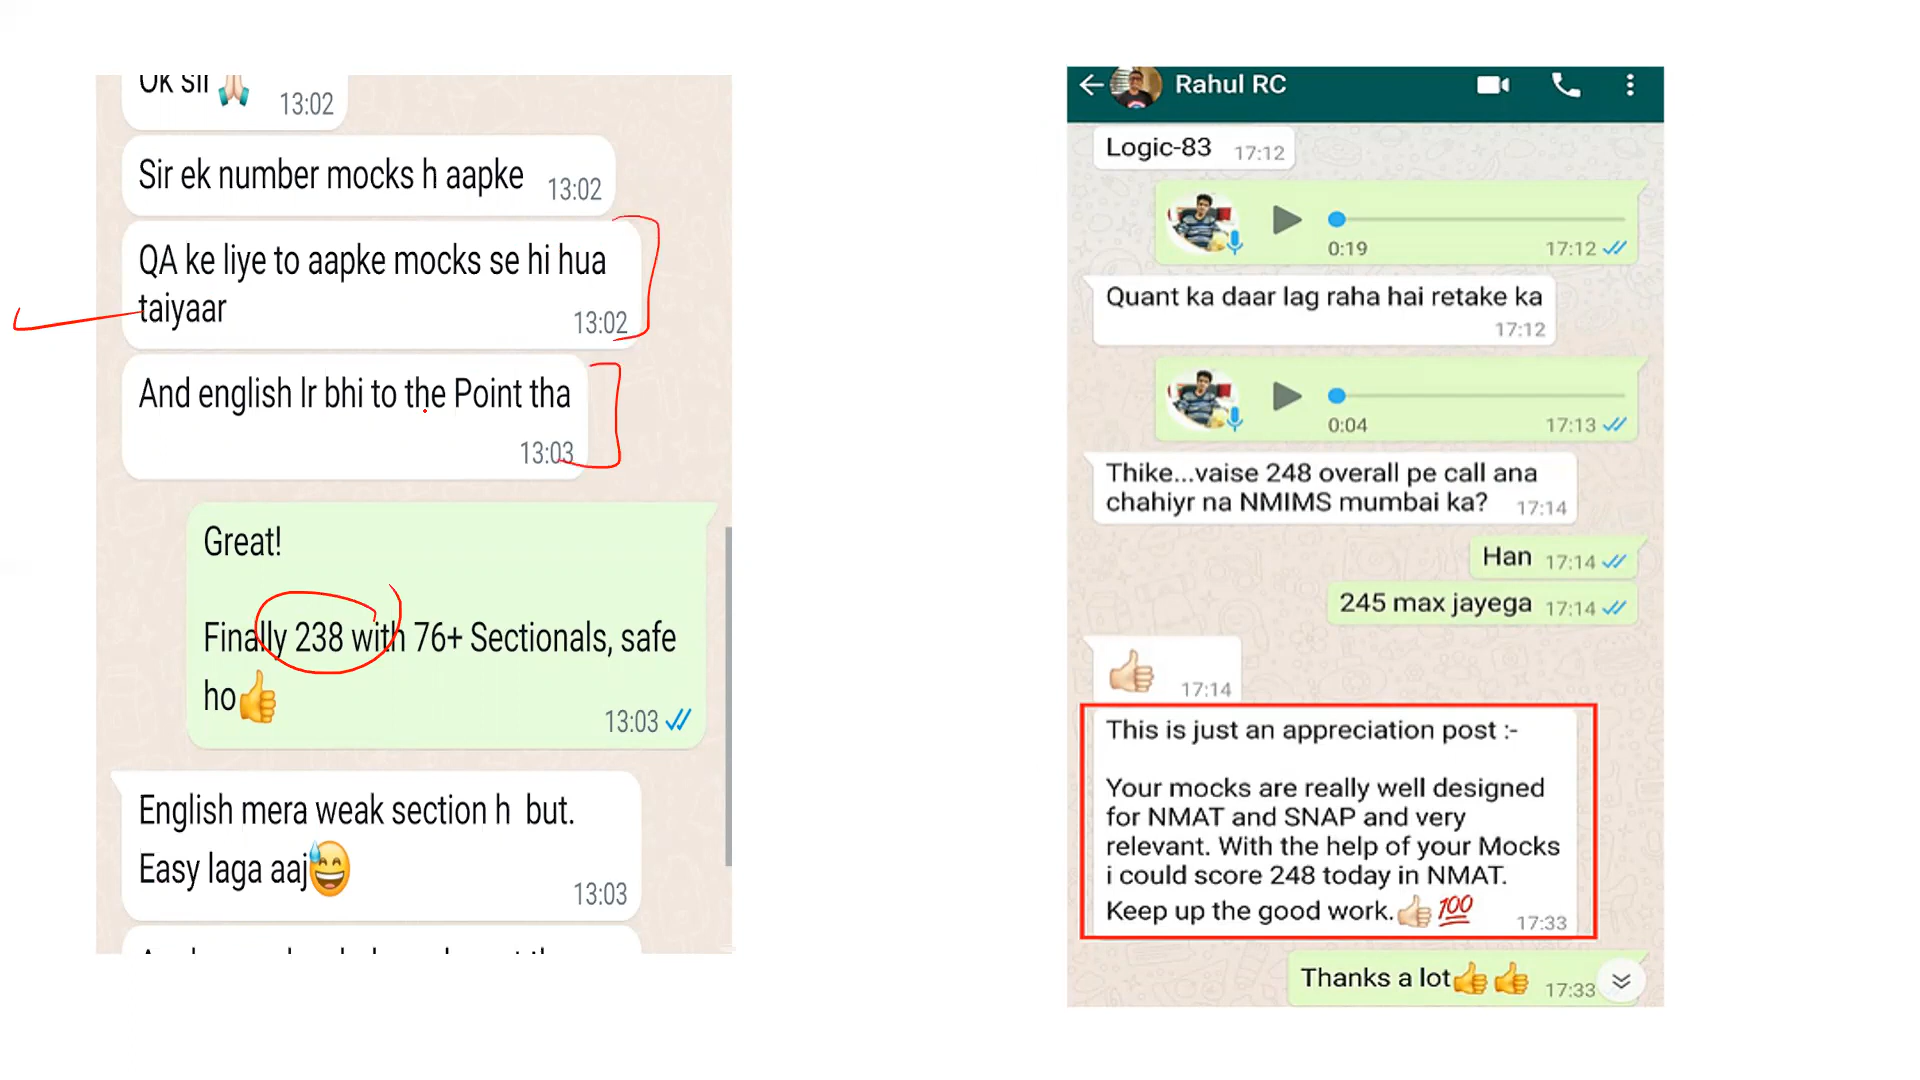 Ok sir🙏🏻 13:02
Sir ek number mocks h aapke 13:02
QA ke liye to aapke mocks se hi hua
taiyaar 13:02
And english lr bhi to the Point tha
13:03
Great!
Finally 238 with 76+ Sectionals, safe
ho👍
13:03
English mera weak section h but.
Easy laga aaj😅
13:03
Rahul RC
Logic-83 17:12
0:19 17:12
Quant ka daar lag raha hai retake ka
17:12
0:04 17:13
Thike...vaise 248 overall pe call ana
chahiyr na NMIMS mumbai ka? 17:14
Han 17:14
245 max jayega 17:14
👍🏻 17:14
This is just an appreciation post :-
Your mocks are really well designed
for NMAT and SNAP and very
relevant. With the help of your Mocks
i could score 248 today in NMAT.
Keep up the good work.👍🏻💯 17:33
Thanks a lot👍👍 17:33